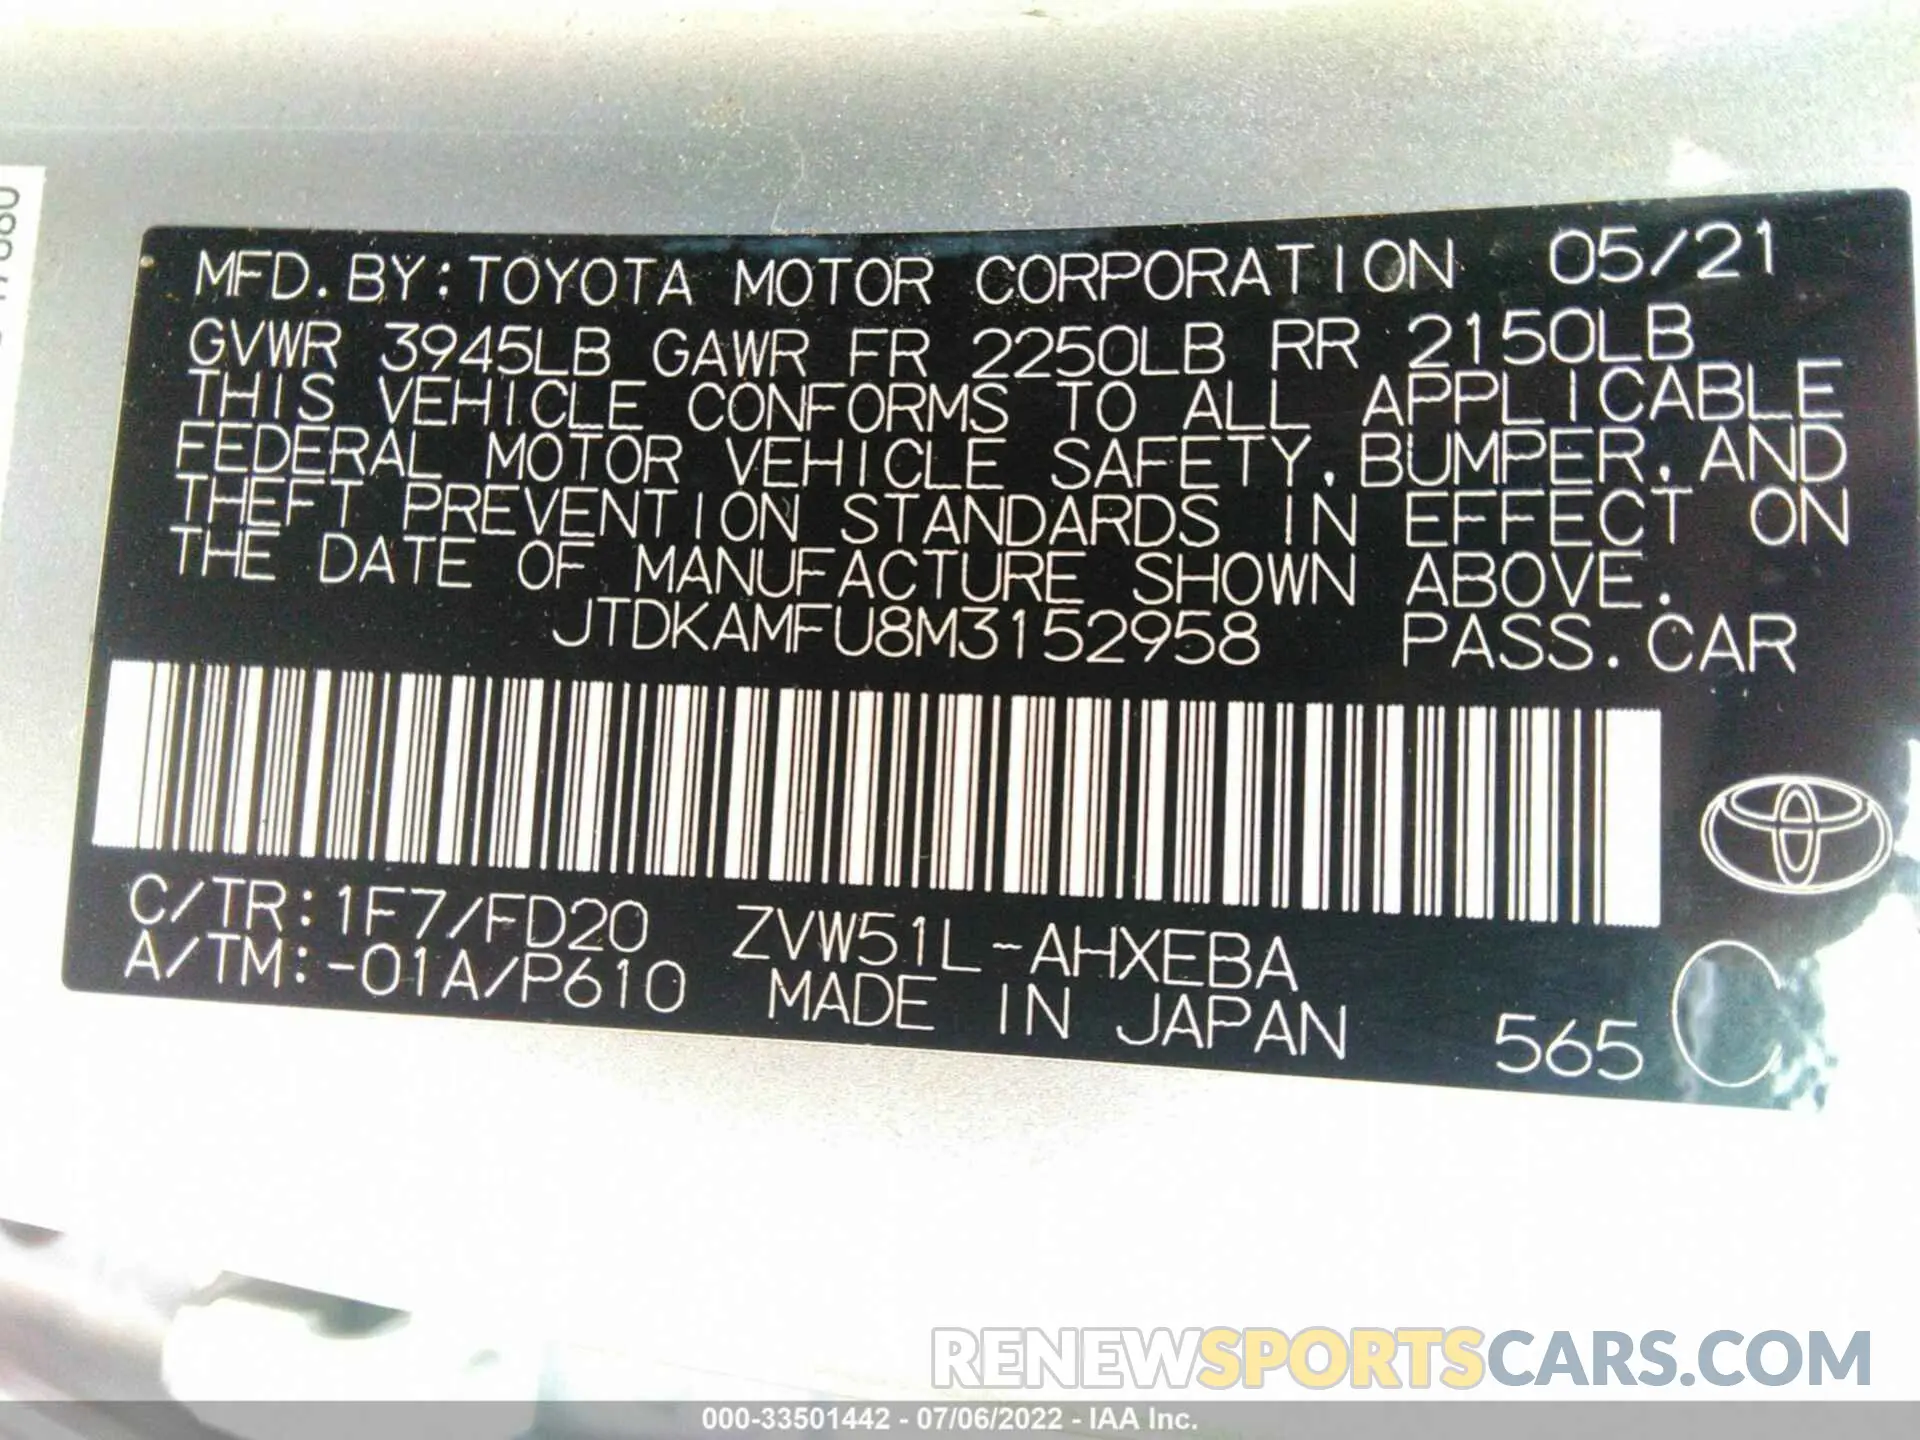 MFD. BY: TOYOTA MOTOR CORPORATION 05/21
GVWR 3945LB GAWR FR 2250LB RR 2150LB
THIS VEHICLE CONFORMS TO ALL APPLICABLE
FEDERAL MOTOR VEHICLE SAFETY, BUMPER, AND
THEFT PREVENTION STANDARDS IN EFFECT ON
THE DATE OF MANUFACTURE SHOWN ABOVE.
JTDKAMFU8M3152958 PASS. CAR
C/TR: 1F7/FD20 ZVW51L-AHXEBA
A/TM: -01A/P610 MADE IN JAPAN 565 C
RENEWSPORTSCARS.COM
000-33501442 - 07/06/2022 - IAA Inc.